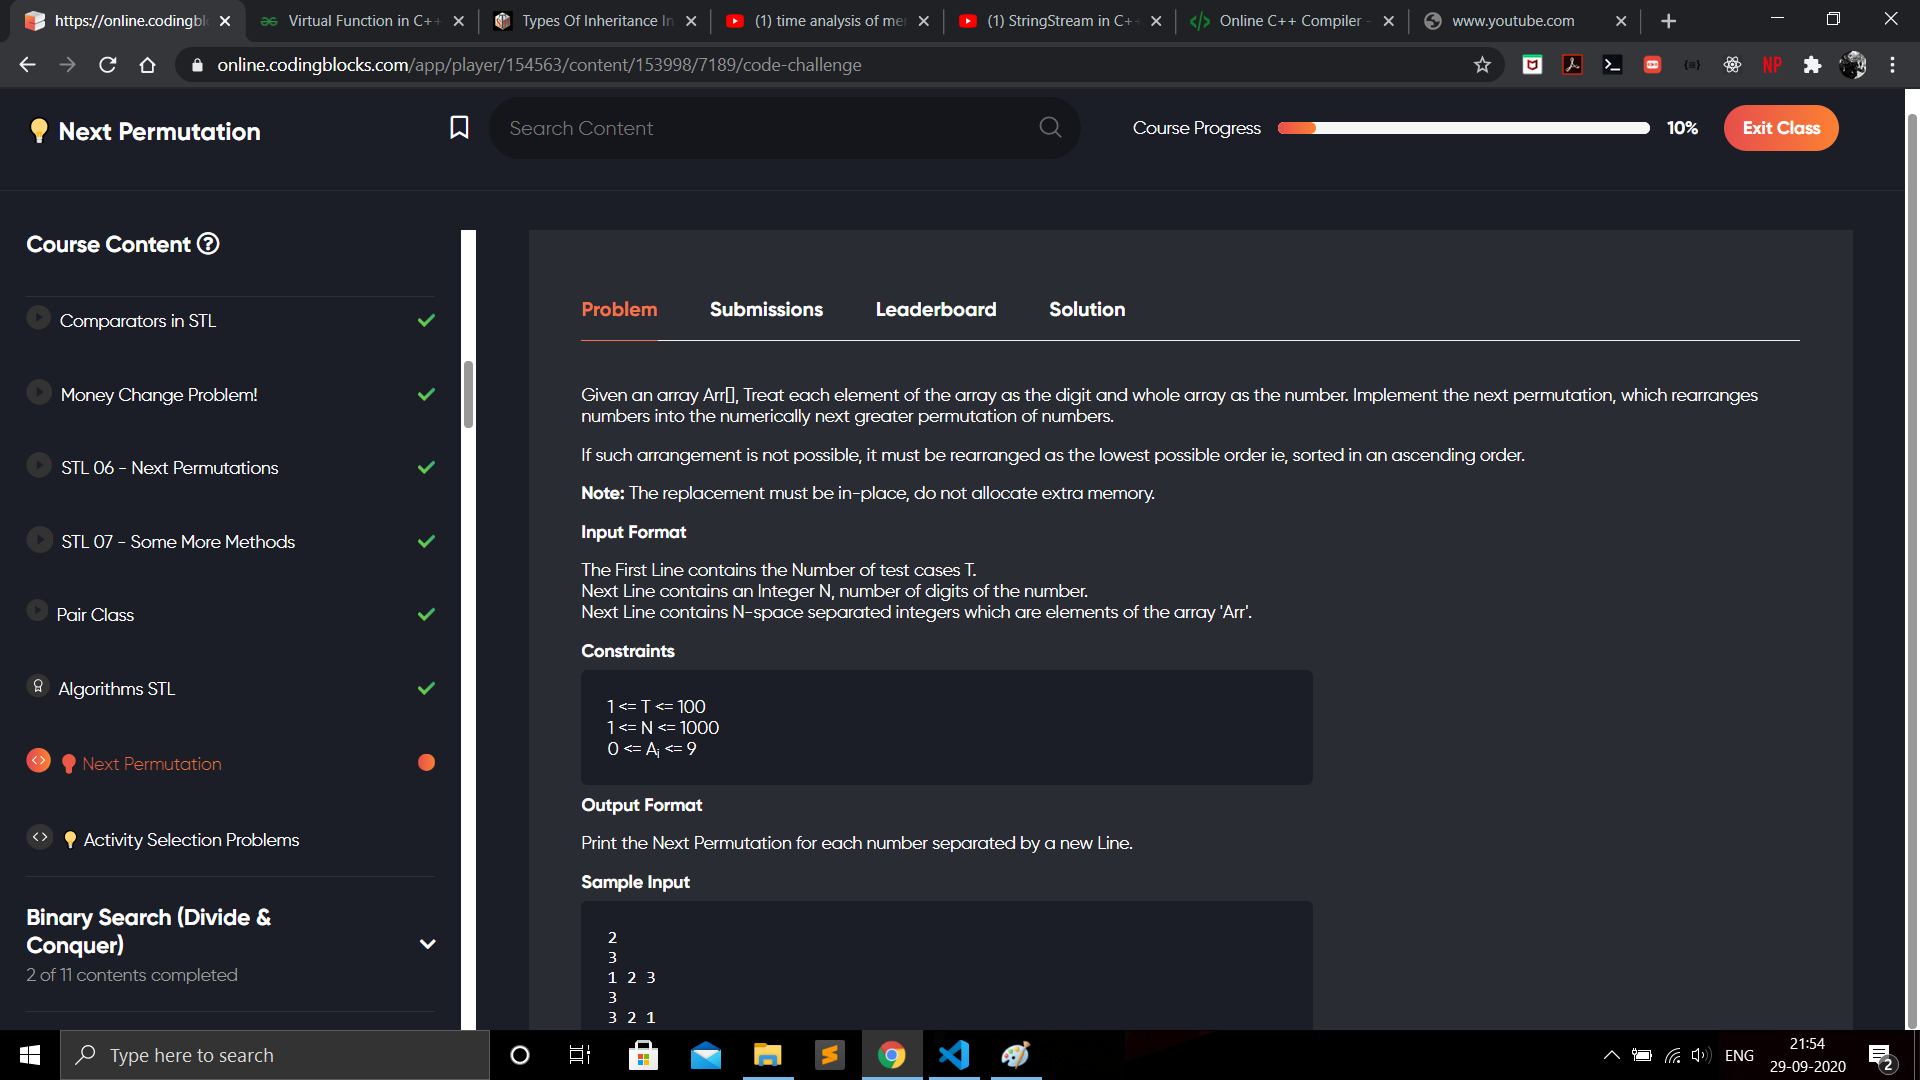 https://online.codingbl
Virtual Function in C++
Types Of Inheritance In
(1) time analysis of mer
(1) StringStream in C++
Online C++ Compiler -
www.youtube.com
online.codingblocks.com/app/player/154563/content/153998/7189/code-challenge
NP
Next Permutation
Search Content
Course Progress
10%
Exit Class
Course Content
Comparators in STL
Money Change Problem!
STL 06 - Next Permutations
STL 07 - Some More Methods
Pair Class
Algorithms STL
Next Permutation
Activity Selection Problems
Binary Search (Divide &
Conquer)
2 of 11 contents completed
Problem
Submissions
Leaderboard
Solution
Given an array Arr[], Treat each element of the array as the digit and whole array as the number. Implement the next permutation, which rearranges
numbers into the numerically next greater permutation of numbers.
If such arrangement is not possible, it must be rearranged as the lowest possible order ie, sorted in an ascending order.
Note: The replacement must be in-place, do not allocate extra memory.
Input Format
The First Line contains the Number of test cases T.
Next Line contains an Integer N, number of digits of the number.
Next Line contains N-space separated integers which are elements of the array 'Arr'.
Constraints
1 <= T <= 100
1 <= N <= 1000
0 <= Ai <= 9
Output Format
Print the Next Permutation for each number separated by a new Line.
Sample Input
2
3
1 2 3
3
3 2 1
Type here to search
ENG
21:54
29-09-2020
2